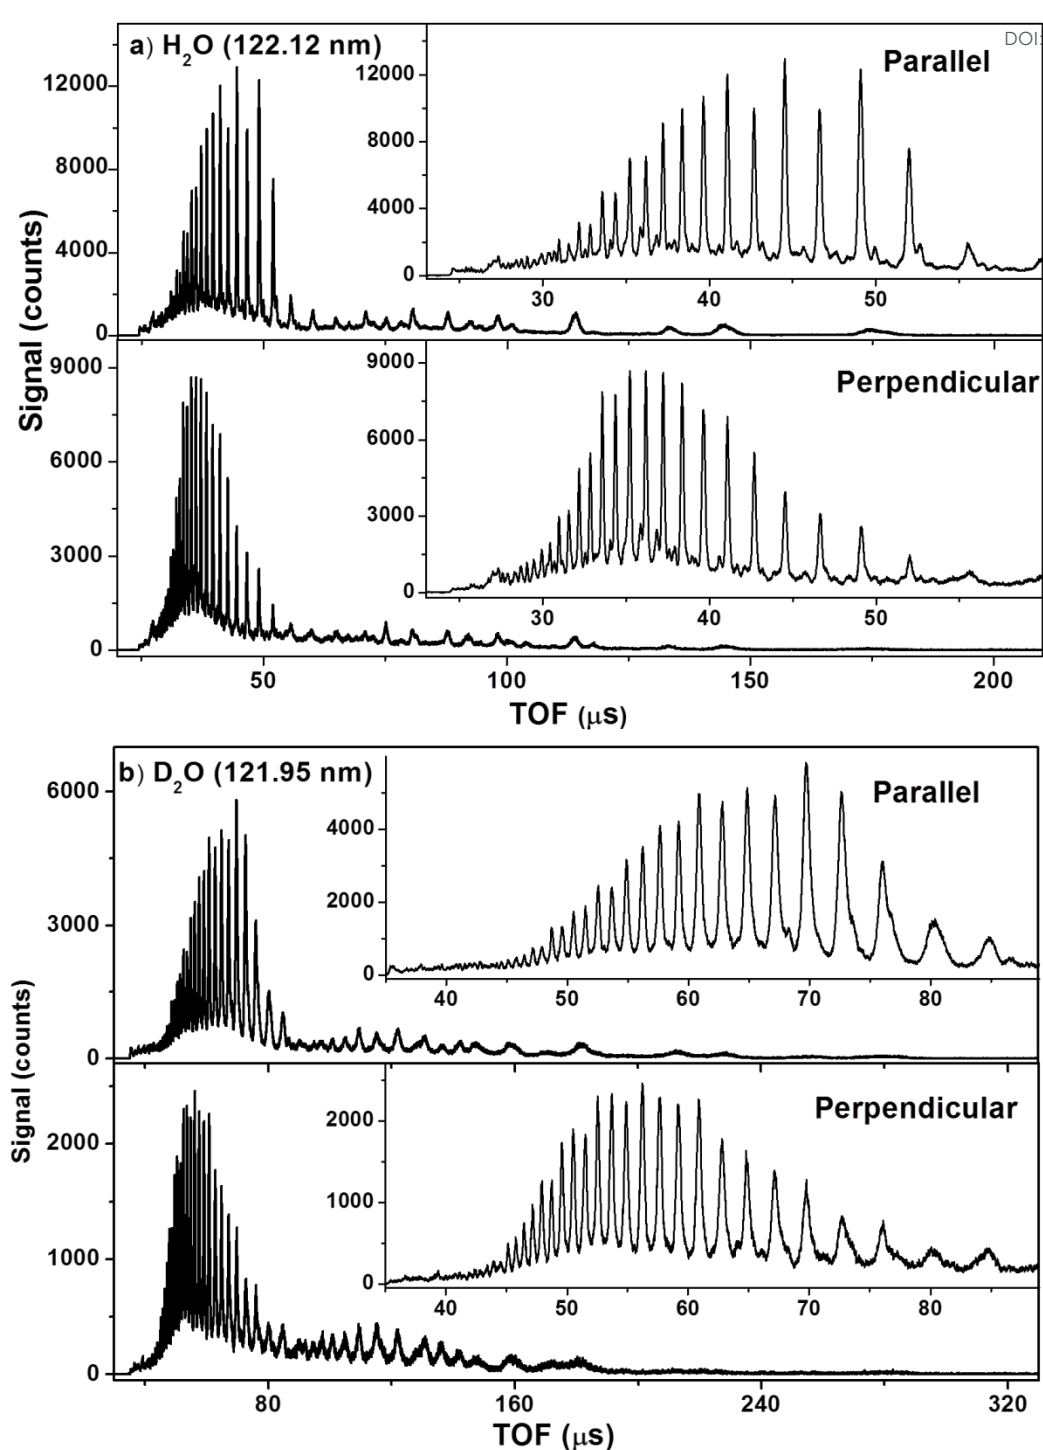 DOI:
a) H₂O (122.12 nm)
Parallel
12000
8000
4000
0
12000
8000
4000
0
30 40 50
Perpendicular
9000
6000
3000
0
9000
6000
3000
0
30 40 50
50 100 150 200
TOF (μs)
Signal (counts)
b) D₂O (121.95 nm)
Parallel
6000
3000
0
4000
2000
0
40 50 60 70 80
Perpendicular
2000
1000
0
2000
1000
0
40 50 60 70 80
80 160 240 320
TOF (μs)
Signal (counts)